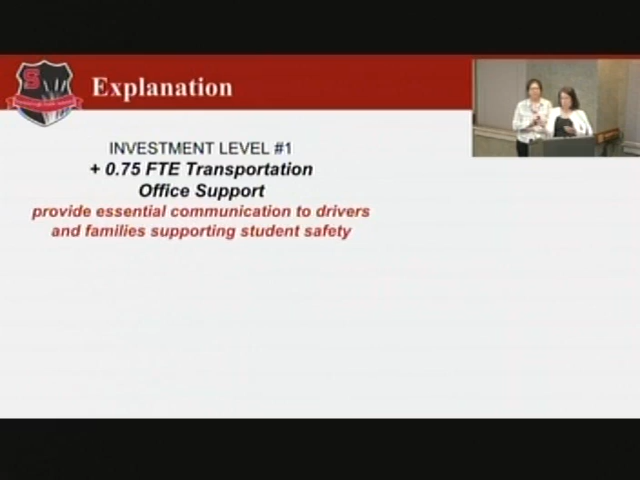 S
Explanation
INVESTMENT LEVEL #1
+ 0.75 FTE Transportation
Office Support
provide essential communication to drivers
and families supporting student safety